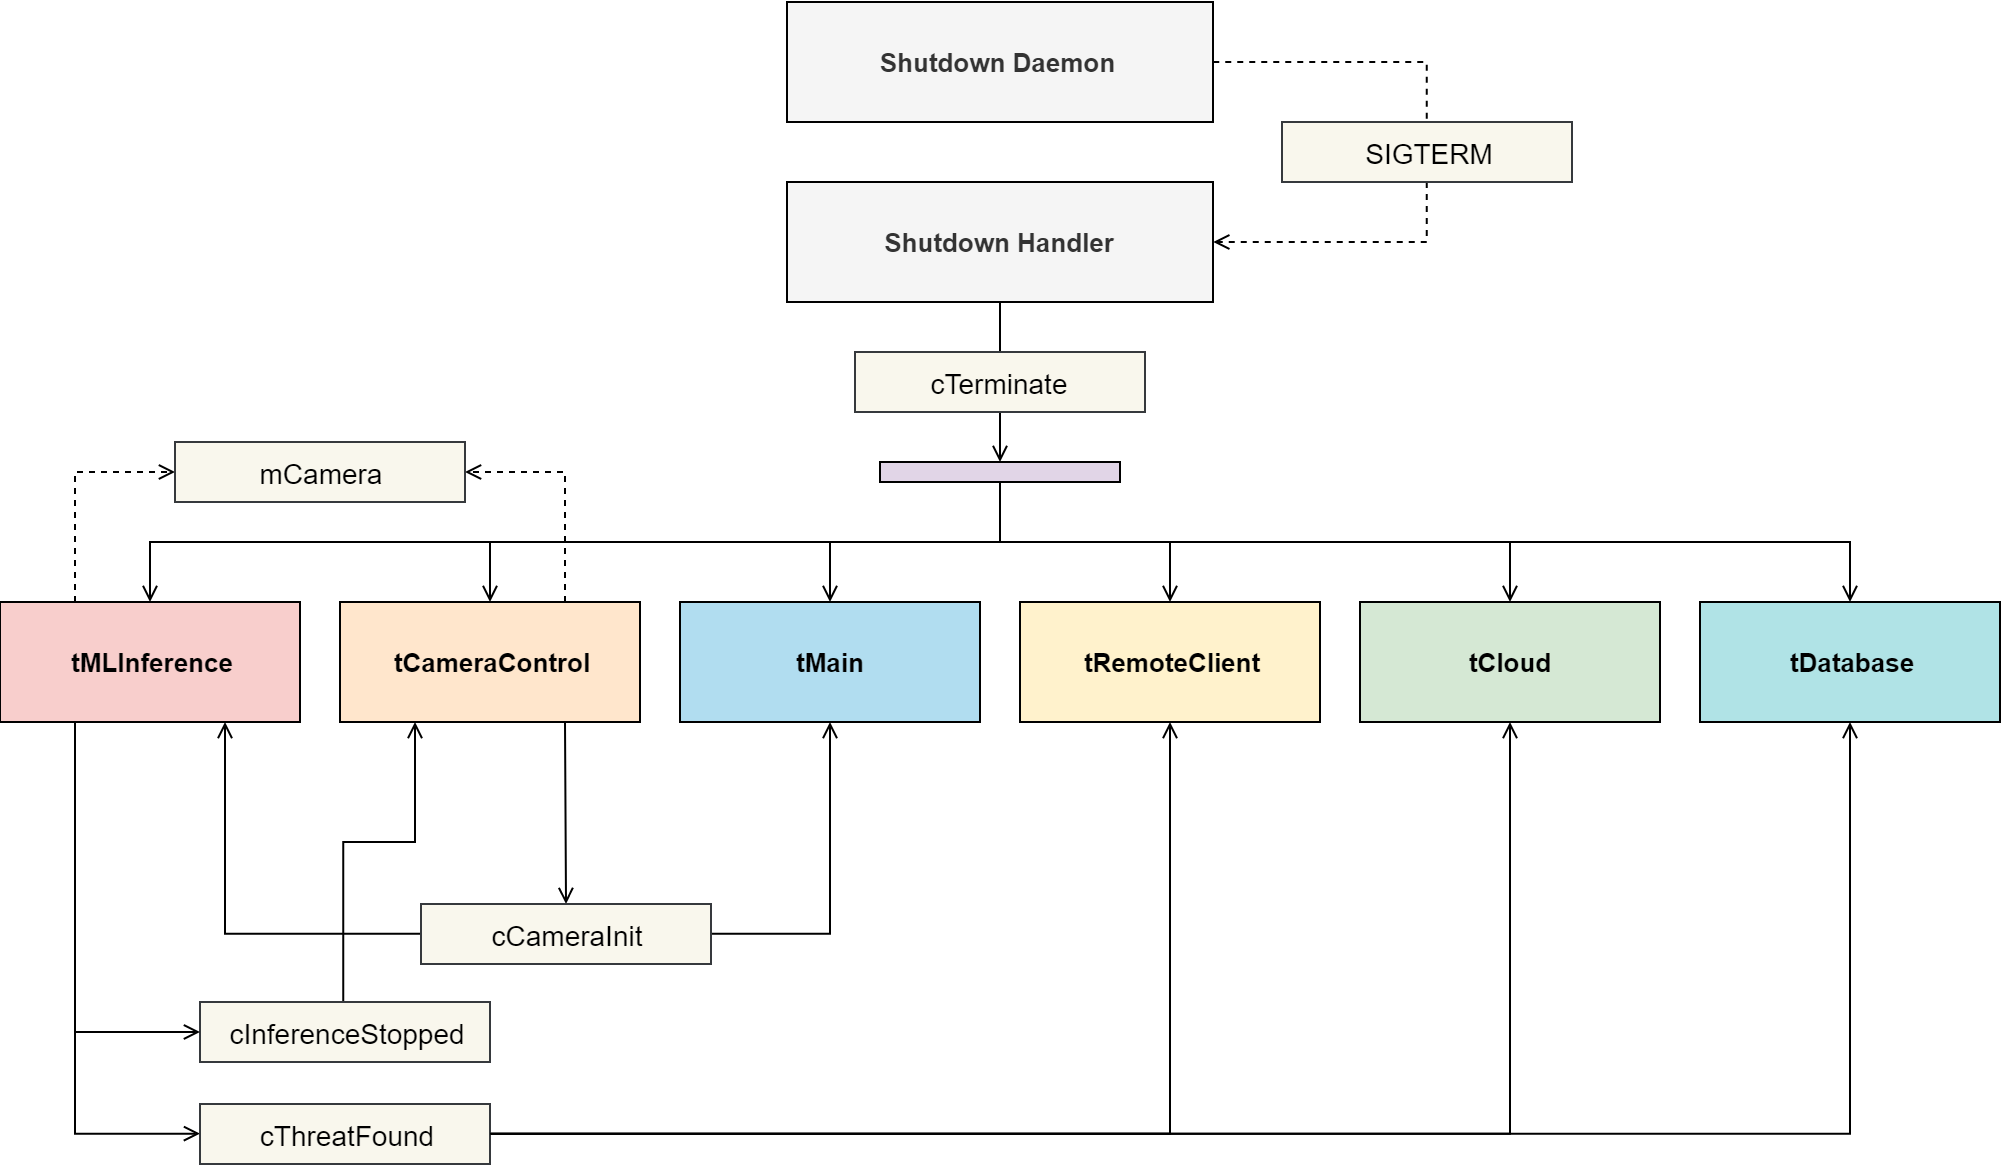 Shutdown Daemon
SIGTERM
Shutdown Handler
cTerminate
mCamera
tMLInference
tCameraControl
tMain
tRemoteClient
tCloud
tDatabase
cCameraInit
cInferenceStopped
cThreatFound